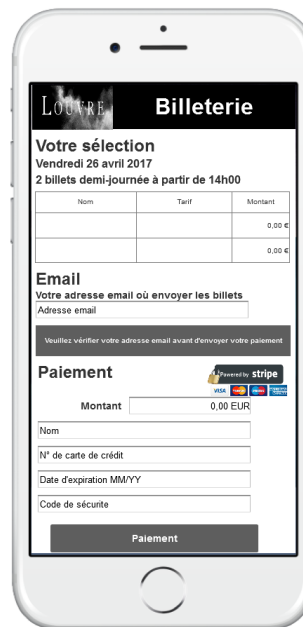 LOUVRE Billeterie
Votre sélection
Vendredi 26 avril 2017
2 billets demi-journée à partir de 14h00
Nom Tarif Montant
0,00 €
0,00 €
Email
Votre adresse email où envoyer les billets
Adresse email
Veuillez vérifier votre adresse email avant d'envoyer votre paiement
Paiement
Powered by stripe
VISA
Montant 0,00 EUR
Nom
N° de carte de crédit
Date d'expiration MM/YY
Code de sécurite
Paiement